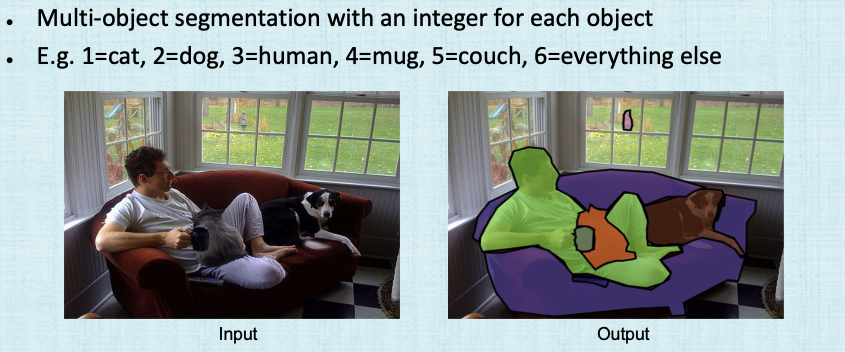 • Multi-object segmentation with an integer for each object
• E.g. 1=cat, 2=dog, 3=human, 4=mug, 5=couch, 6=everything else
Input
Output